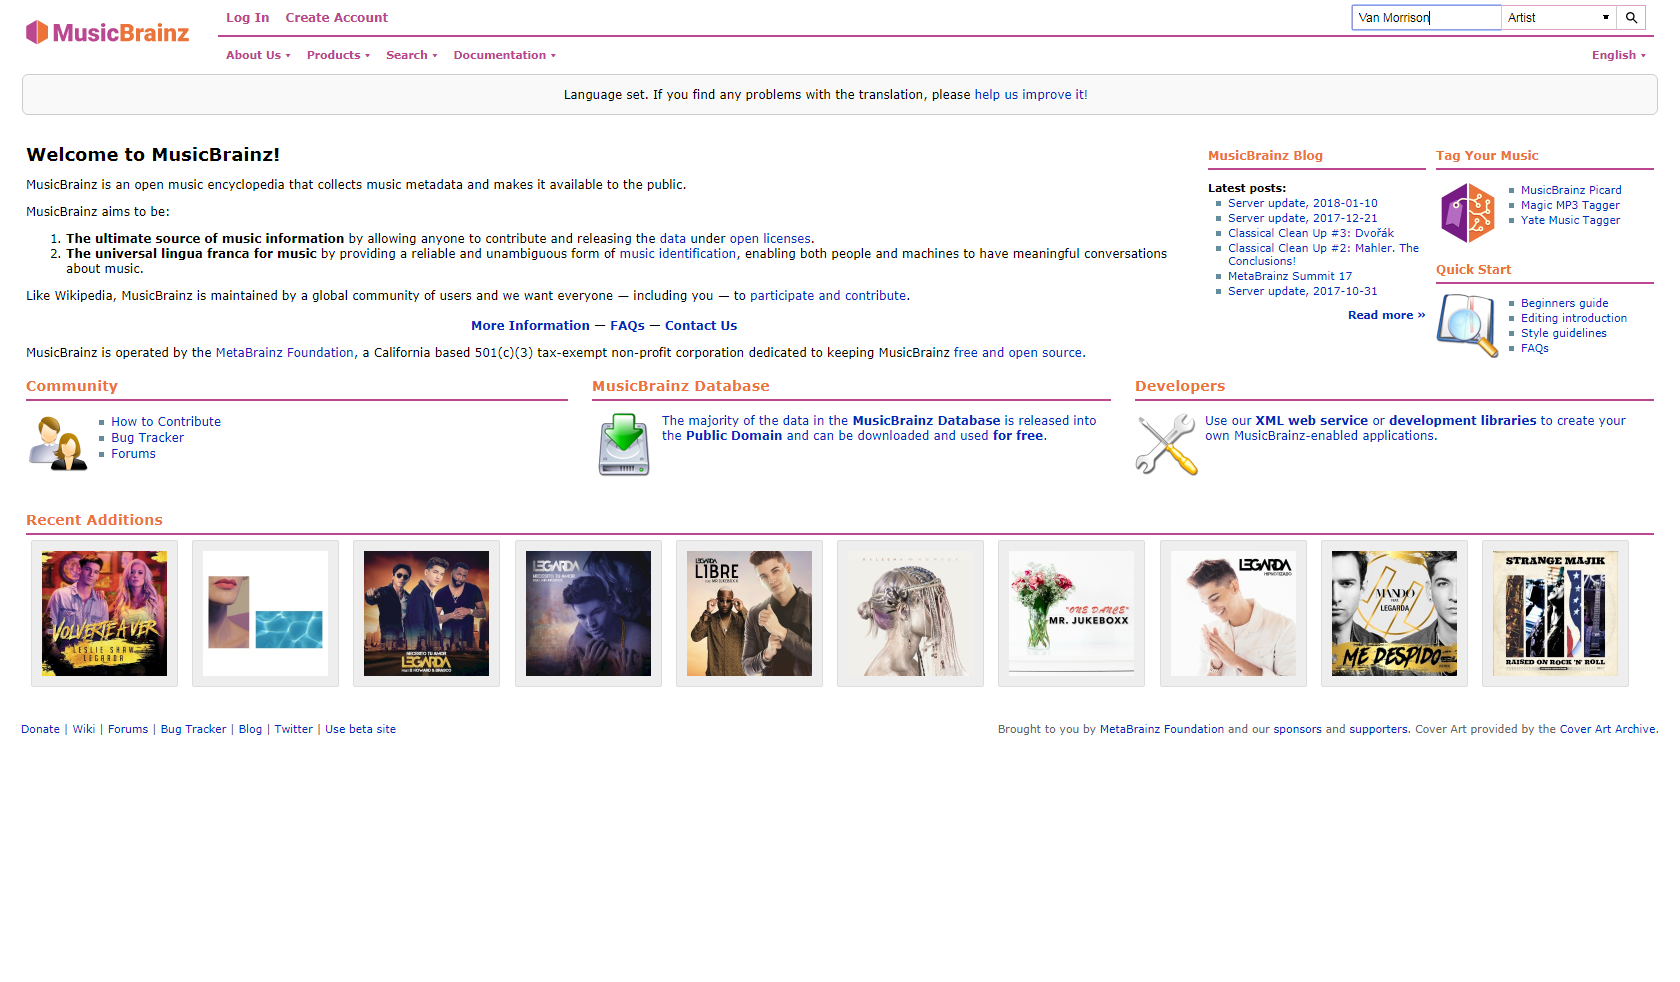 MusicBrainz
Log In Create Account
Van Morrison Artist
About Us Products Search Documentation English
Language set. If you find any problems with the translation, please help us improve it!
Welcome to MusicBrainz!
MusicBrainz is an open music encyclopedia that collects music metadata and makes it available to the public.
MusicBrainz aims to be:
1. The ultimate source of music information by allowing anyone to contribute and releasing the data under open licenses.
2. The universal lingua franca for music by providing a reliable and unambiguous form of music identification, enabling both people and machines to have meaningful conversations
about music.
Like Wikipedia, MusicBrainz is maintained by a global community of users and we want everyone — including you — to participate and contribute.
More Information — FAQs — Contact Us
MusicBrainz is operated by the MetaBrainz Foundation, a California based 501(c)(3) tax-exempt non-profit corporation dedicated to keeping MusicBrainz free and open source.
MusicBrainz Blog
Latest posts:
Server update, 2018-01-10
Server update, 2017-12-21
Classical Clean Up #3: Dvořák
Classical Clean Up #2: Mahler. The
Conclusions!
MetaBrainz Summit 17
Server update, 2017-10-31
Read more »
Tag Your Music
MusicBrainz Picard
Magic MP3 Tagger
Yate Music Tagger
Quick Start
Beginners guide
Editing introduction
Style guidelines
FAQs
Community
How to Contribute
Bug Tracker
Forums
MusicBrainz Database
The majority of the data in the MusicBrainz Database is released into
the Public Domain and can be downloaded and used for free.
Developers
Use our XML web service or development libraries to create your
own MusicBrainz-enabled applications.
Recent Additions
VOLVERTE A VER
LESLIE SHAW
LEGARDA
LEGARDA
LEGARDA
NECESITO TU AMOR
LEGARDA
LIBRE
"ONE DANCE"
MR. JUKEBOXX
LEGARDA
HIPNOTIZADO
MANDO
FEAT.
LEGARDA
ME DESPIDO
STRANGE MAJIK
RAISED ON ROCK 'N' ROLL
Donate | Wiki | Forums | Bug Tracker | Blog | Twitter | Use beta site
Brought to you by MetaBrainz Foundation and our sponsors and supporters. Cover Art provided by the Cover Art Archive.